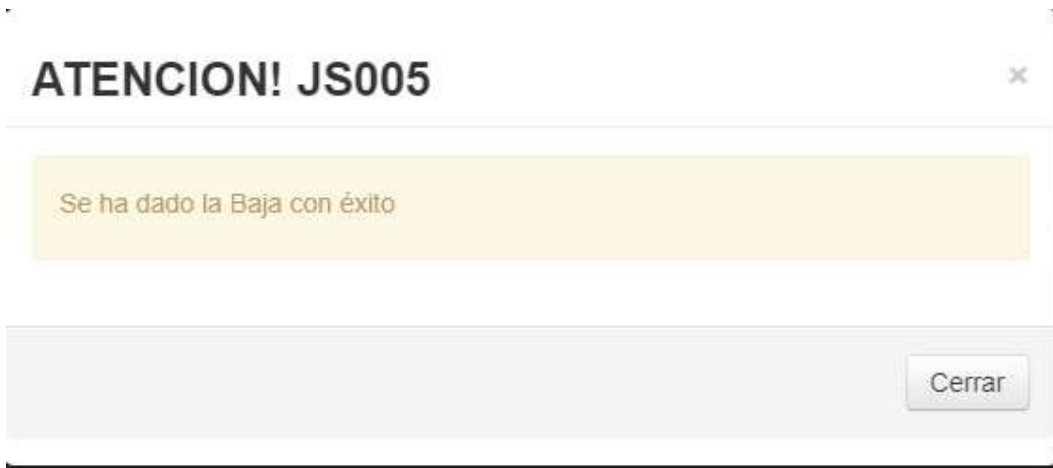 ATENCION! JS005
×
Se ha dado la Baja con éxito
Cerrar